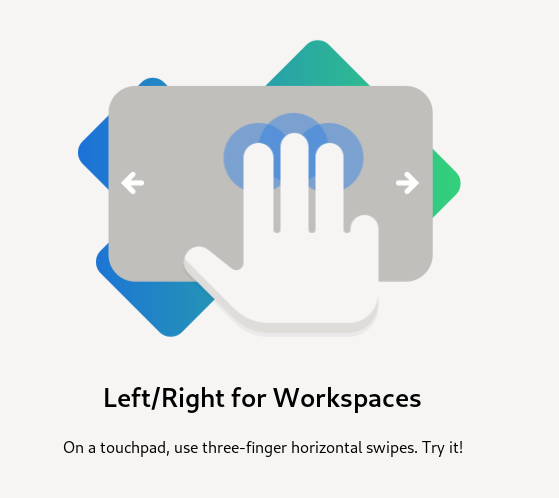 Left/Right for Workspaces
On a touchpad, use three-finger horizontal swipes. Try it!